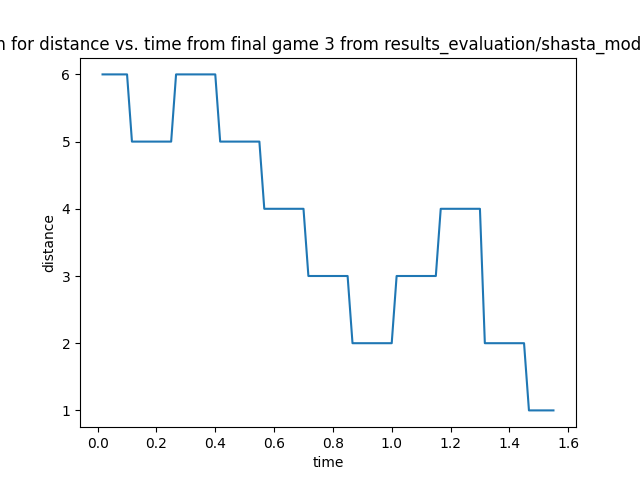 for distance vs. time from final game 3 from results_evaluation/shasta_mod
distance
6
5
4
3
2
1
0.0 0.2 0.4 0.6 0.8 1.0 1.2 1.4 1.6
time